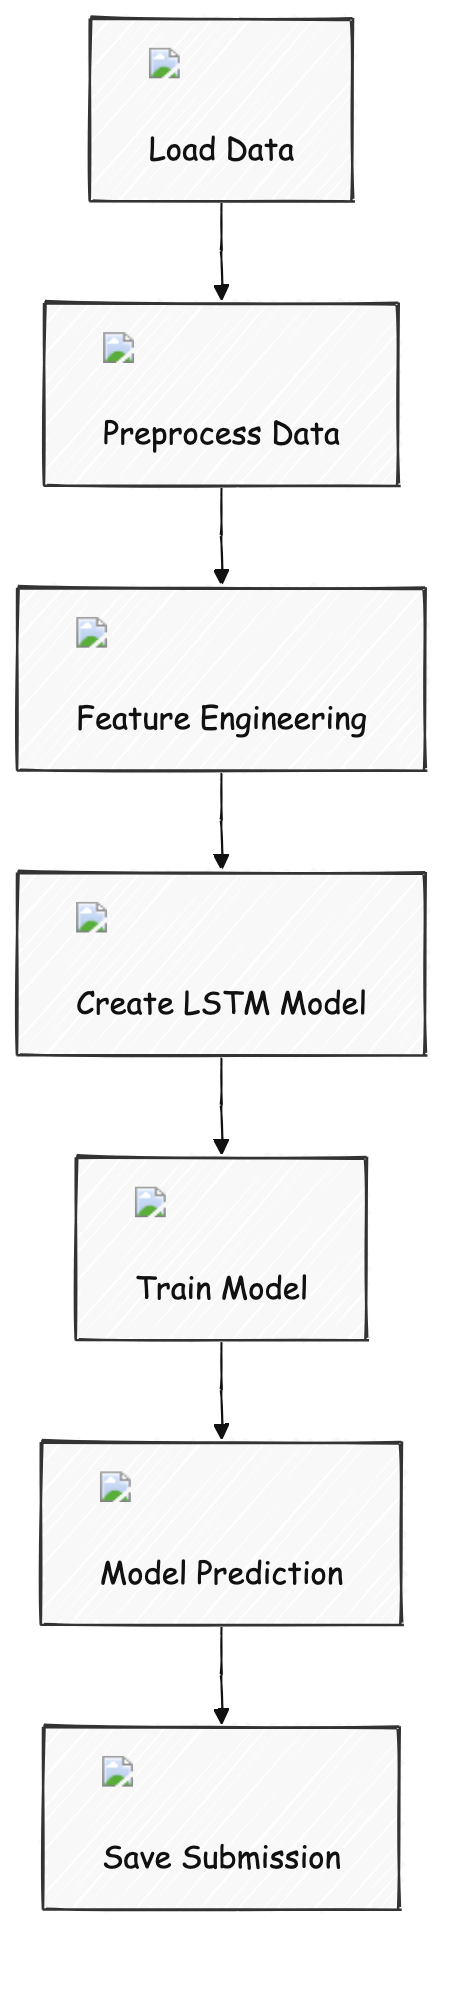 Load Data
Preprocess Data
Feature Engineering
Create LSTM Model
Train Model
Model Prediction
Save Submission